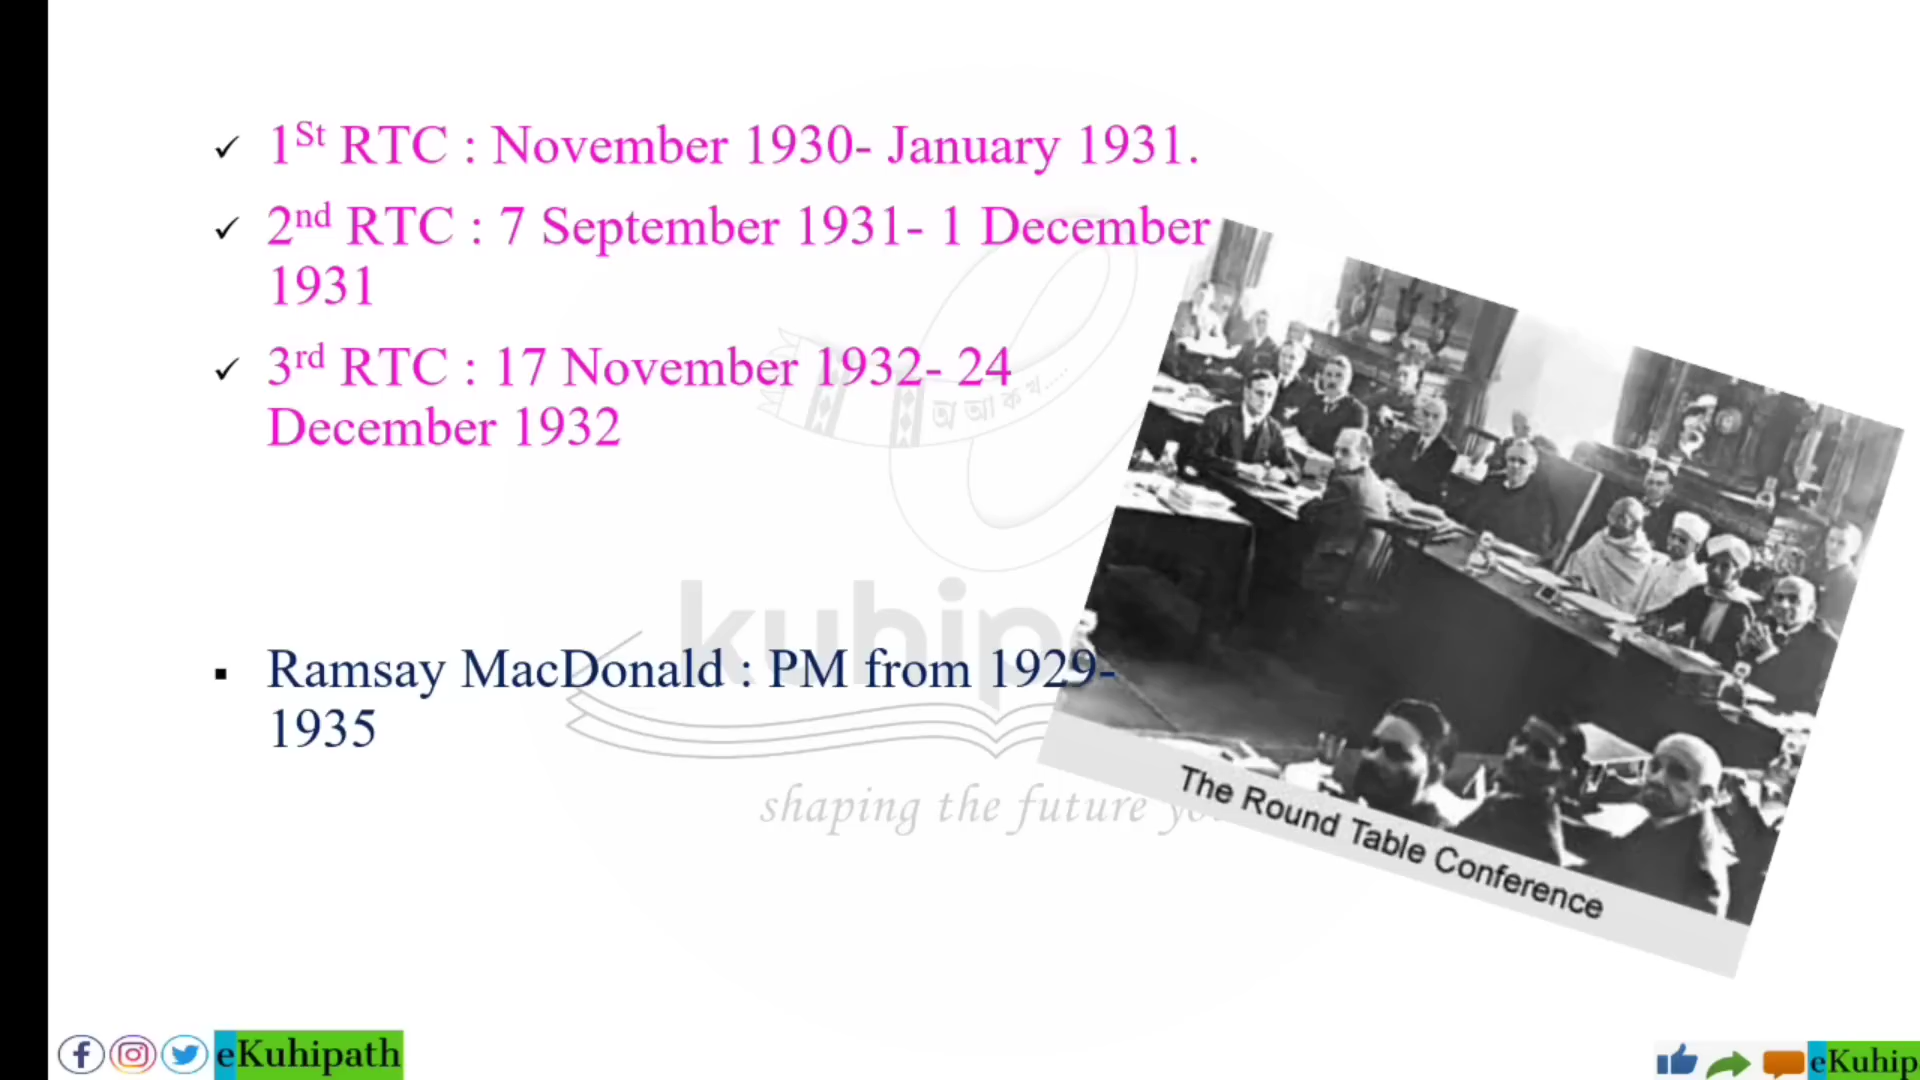 1St RTC : November 1930- January 1931.
2nd RTC : 7 September 1931- 1 December
1931
3rd RTC : 17 November 1932- 24
December 1932
অ আ ক খ....
kuhip
Ramsay MacDonald : PM from 1929-
1935
shaping the future
The Round Table Conference
eKuhipath
eKuhip